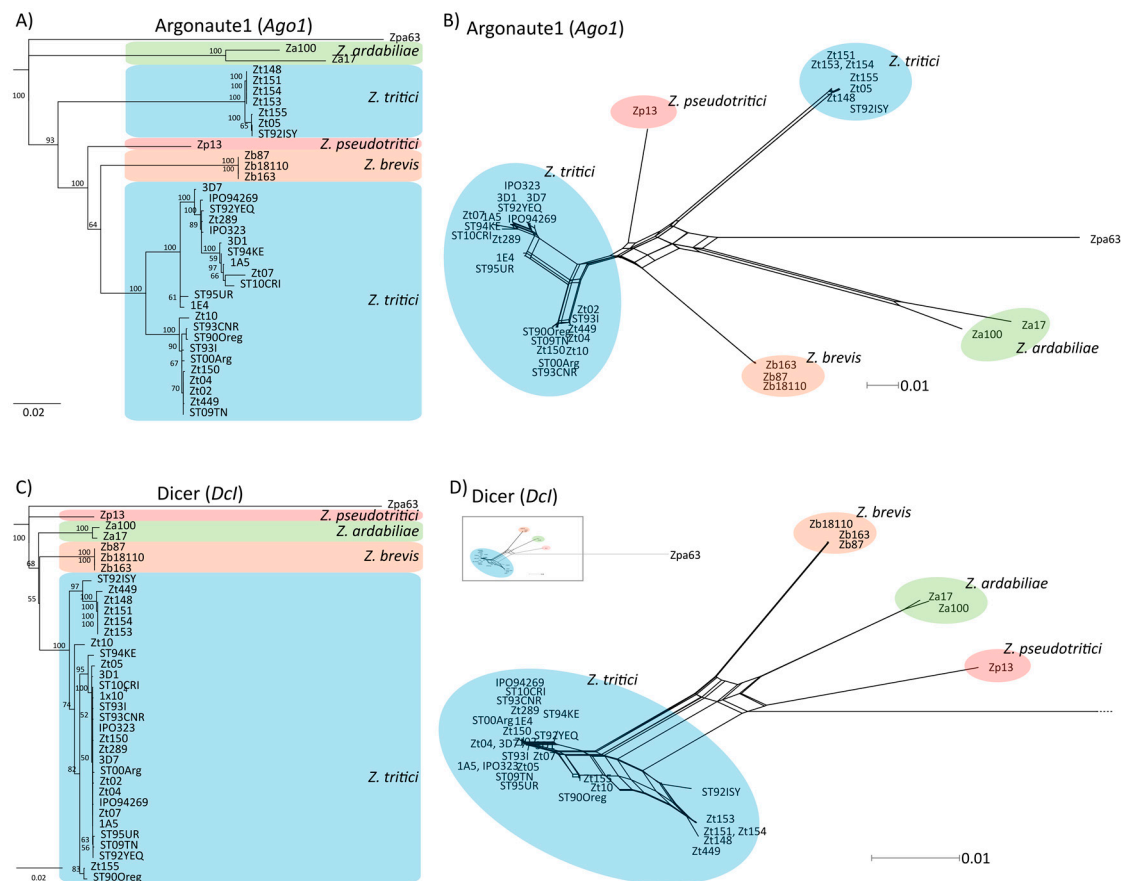 A)
Argonaute1 (Ago1)
Zpa63
100
Za100
Z. ardabiliae
Za17
100
100
Zt148
100
Zt151
100
Zt154
100
Zt153
Zt155
Zt05
65
ST92ISY
Z. tritici
93
Zp13
Z. pseudotritici
100
Zb87
100
Zb18110
100
Zb163
Z. brevis
64
3D7
100
IPO94269
100
ST92YEQ
Zt289
89
IPO323
3D1
100
ST94KE
59
1A5
97
Zt07
66
ST10CRI
100
61
ST95UR
1E4
100
Zt10
ST93CNR
100
ST90Oreg
90
ST93I
67
ST00Arg
Zt150
70
Zt04
Zt02
Zt449
ST09TN
Z. tritici
0.02
B)
Argonaute1 (Ago1)
Zt151
Zt153, Zt154
Z. tritici
Zt155
Zt05
Zt148
ST92ISY
Z. pseudotritici
Zp13
Z. tritici
IPO323
3D1 3D7
ST92YEQ
Zt07 1A5 IPO94269
ST94KE
ST10CRI
Zt289
1E4
ST95UR
Zt02
ST93I
ST90Oreg Zt449
ST09TN Zt04
Zt150 Zt10
ST00Arg
ST93CNR
Zpa63
Za17
Za100
Z. ardabiliae
Z. brevis
Zb163
Zb87
Zb18110
0.01
C)
Dicer (Dcl)
Zpa63
Zp13
Z. pseudotritici
100
100
Za100
Za17
Z. ardabiliae
68
Zb87
100
Zb18110
100
Zb163
Z. brevis
55
ST92ISY
97
Zt449
100
Zt148
100
Zt151
100
Zt154
100
Zt153
100
Zt10
ST94KE
95
Zt05
3D1
100
ST10CRI
ST93I
52
ST93CNR
74
IPO323
Zt150
Zt289
50
3D7
82
ST00Arg
Zt02
Zt04
IPO94269
Zt07
1A5
63
ST95UR
56
ST09TN
ST92YEQ
83
Zt155
ST90Oreg
Z. tritici
0.02
D)
Dicer (Dcl)
Zpa63
Z. brevis
Zb18110
Zb163
Zb87
Z. ardabiliae
Za17
Za100
Z. pseudotritici
Zp13
Z. tritici
IPO94269
ST10CRI
ST93CNR
Zt289
ST94KE
ST00Arg 1E4
Zt150
ST92YEQ
Zt04, 3D7
ST93I Zt07
1A5, IPO323 Zt05
ST09TN
ST95UR
Zt155
Zt10
ST90Oreg
ST92ISY
Zt153
Zt151, Zt154
Zt148
Zt449
0.01